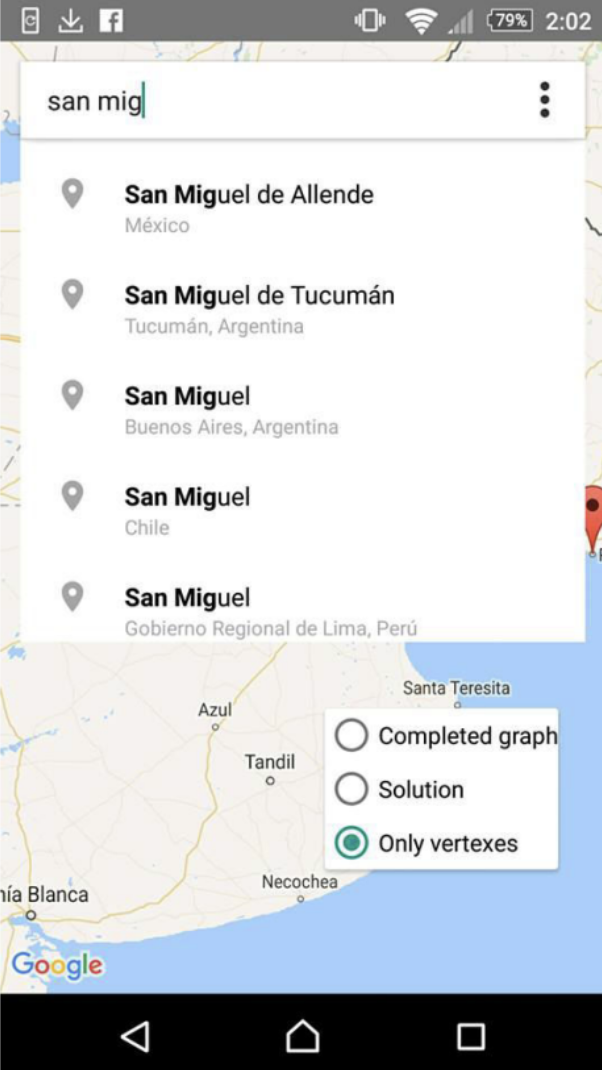 79% 2:02
san mig
San Miguel de Allende
México
San Miguel de Tucumán
Tucumán, Argentina
San Miguel
Buenos Aires, Argentina
San Miguel
Chile
San Miguel
Gobierno Regional de Lima, Perú
Santa Teresita
Azul
Completed graph
Tandil
Solution
Only vertexes
Necochea
nía Blanca
Google